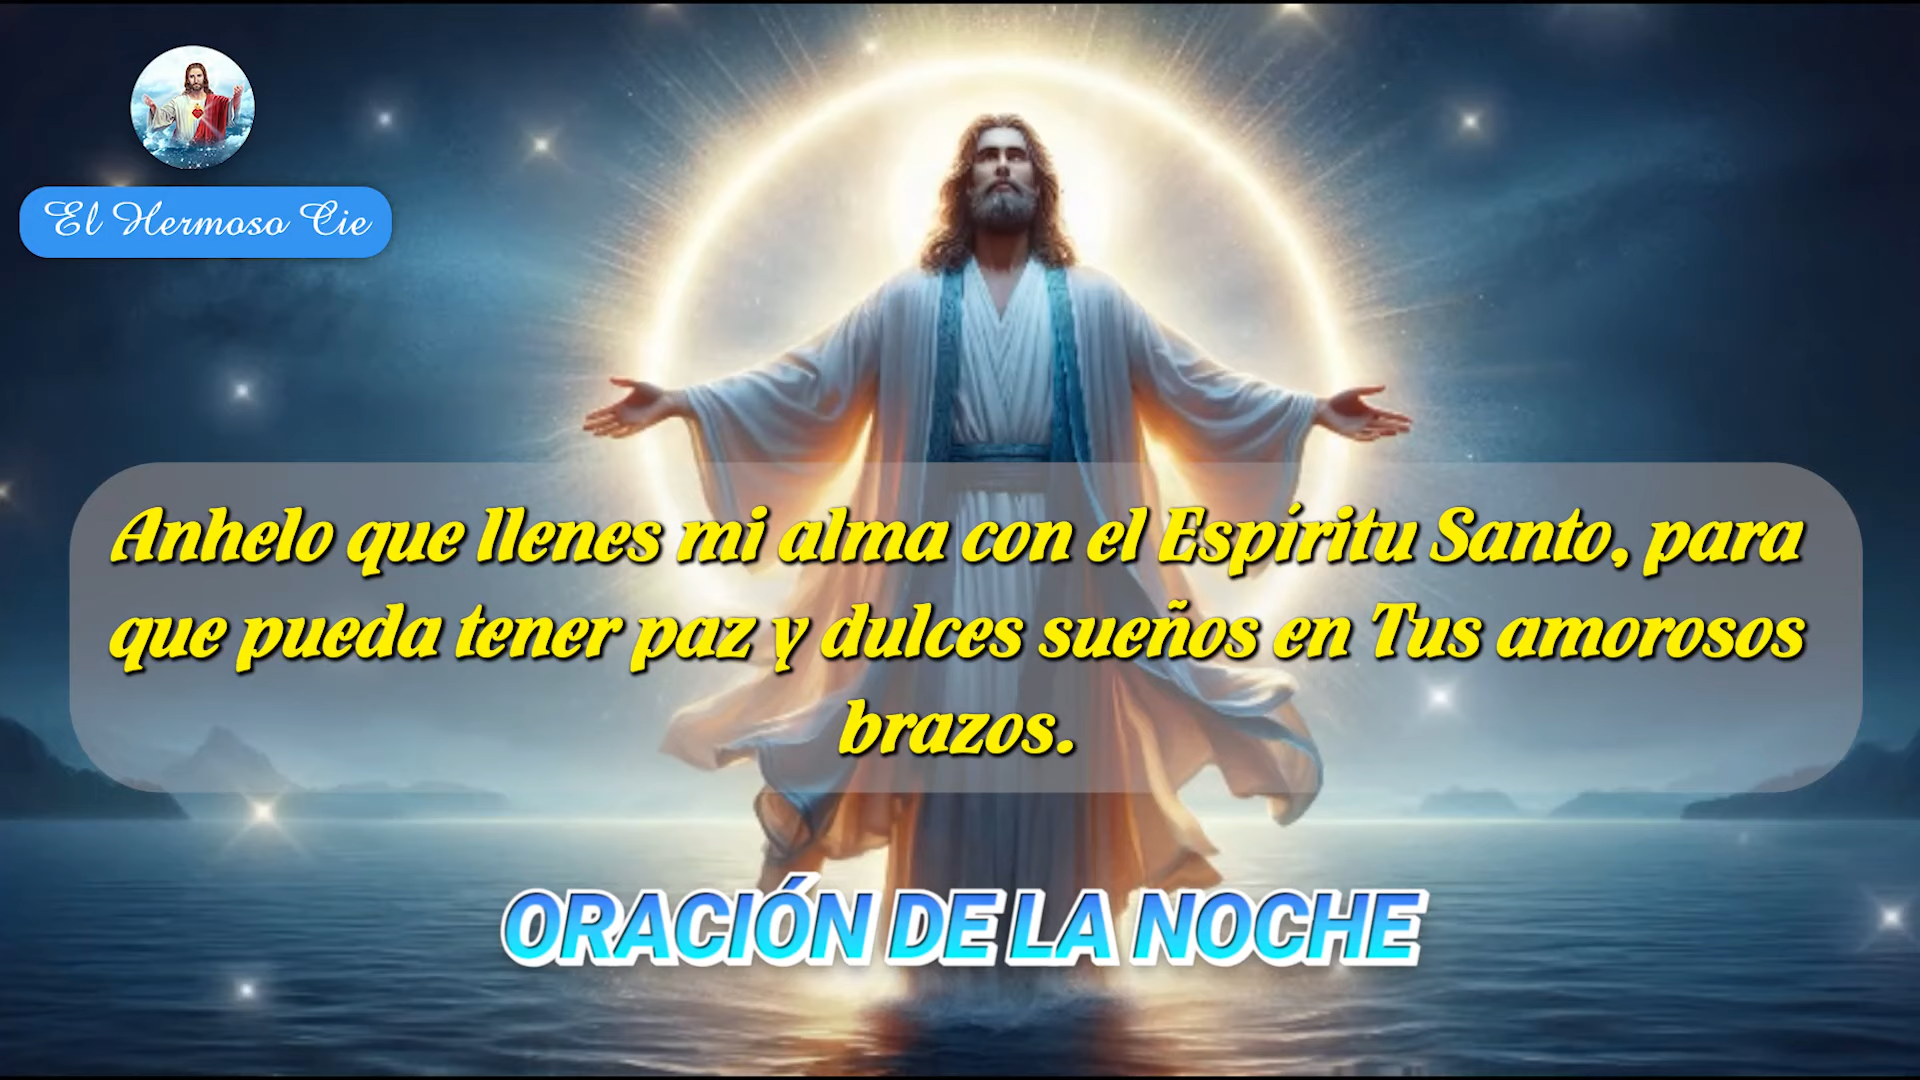 El Hermoso Cie
Anhelo que llenes mi alma con el Espíritu Santo, para
que pueda tener paz y dulces sueños en Tus amorosos
brazos.
ORACIÓN DE LA NOCHE